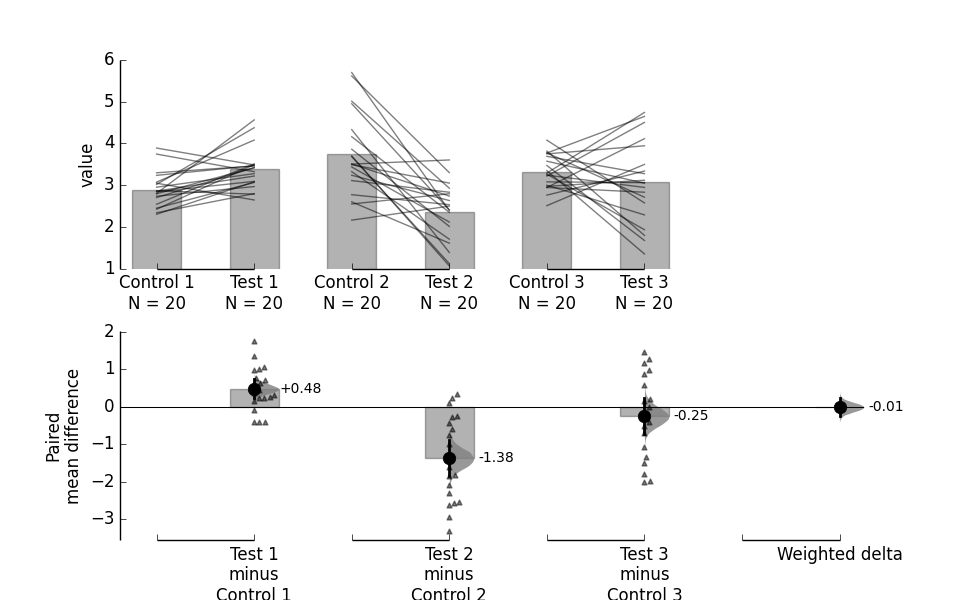 6
5
4
3
2
1
value
Control 1
N = 20
Test 1
N = 20
Control 2
N = 20
Test 2
N = 20
Control 3
N = 20
Test 3
N = 20
2
1
0
−1
−2
−3
Paired
mean difference
+0.48
-1.38
-0.25
-0.01
Test 1
minus
Control 1
Test 2
minus
Control 2
Test 3
minus
Control 3
Weighted delta